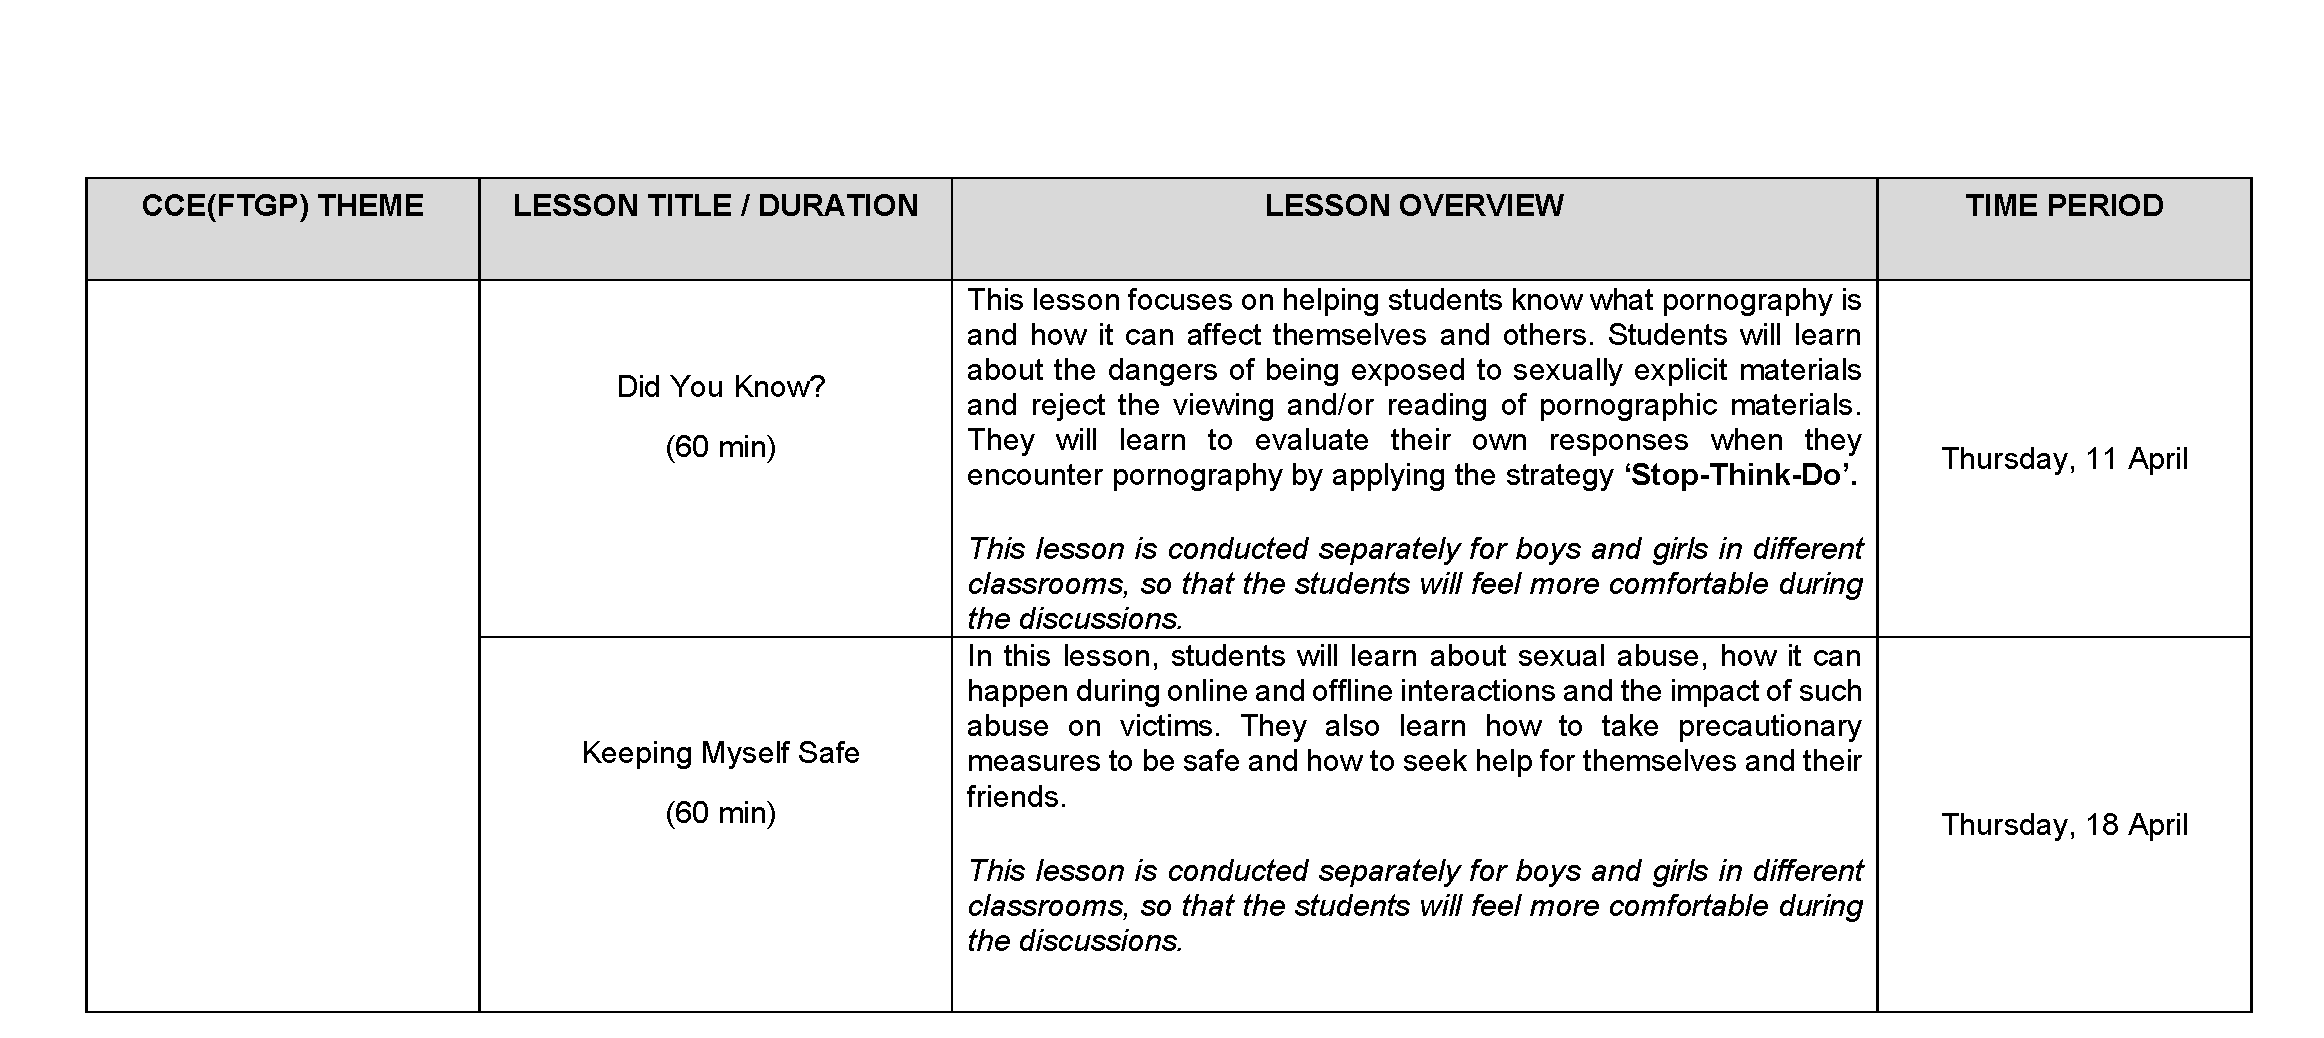 CCE(FTGP) THEME
LESSON TITLE / DURATION
LESSON OVERVIEW
TIME PERIOD
Did You Know?
(60 min)
This lesson focuses on helping students know what pornography is
and how it can affect themselves and others. Students will learn
about the dangers of being exposed to sexually explicit materials
and reject the viewing and/or reading of pornographic materials.
They will learn to evaluate their own responses when they
encounter pornography by applying the strategy ‘Stop-Think-Do’.
This lesson is conducted separately for boys and girls in different
classrooms, so that the students will feel more comfortable during
the discussions.
Thursday, 11 April
Keeping Myself Safe
(60 min)
In this lesson, students will learn about sexual abuse, how it can
happen during online and offline interactions and the impact of such
abuse on victims. They also learn how to take precautionary
measures to be safe and how to seek help for themselves and their
friends.
This lesson is conducted separately for boys and girls in different
classrooms, so that the students will feel more comfortable during
the discussions.
Thursday, 18 April